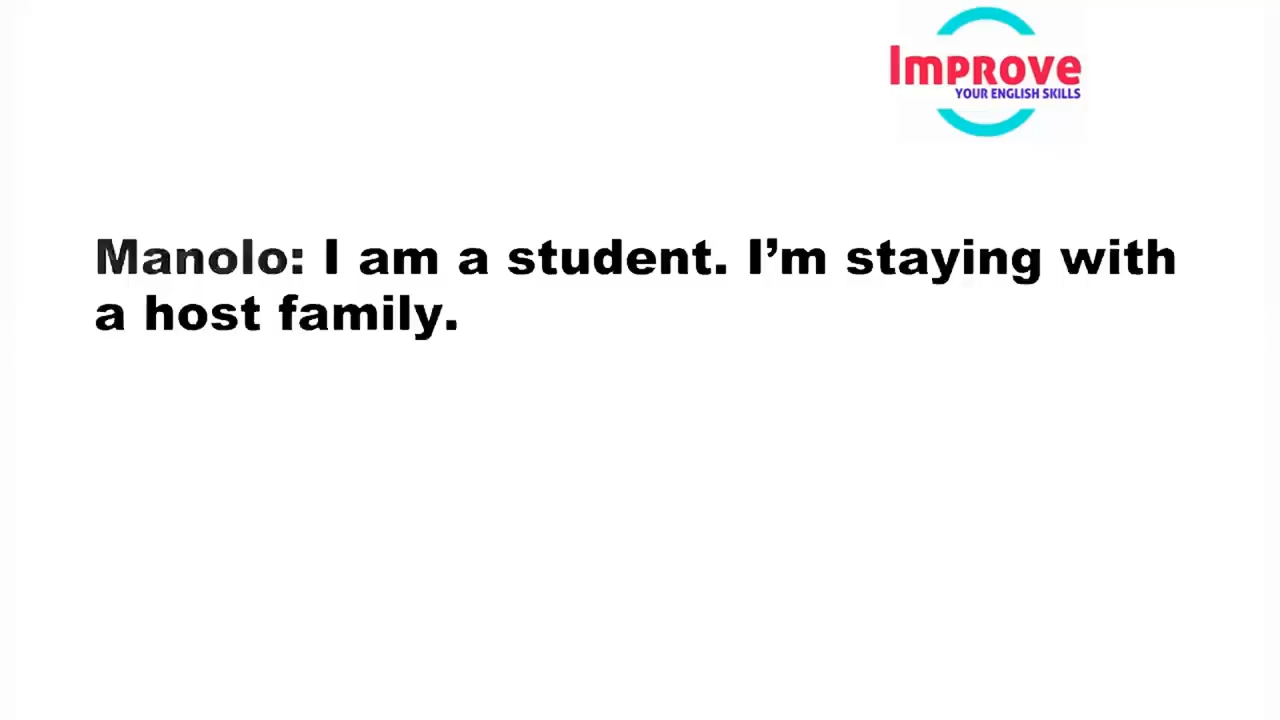 Improve
YOUR ENGLISH SKILLS
Manolo: I am a student. I’m staying with
a host family.